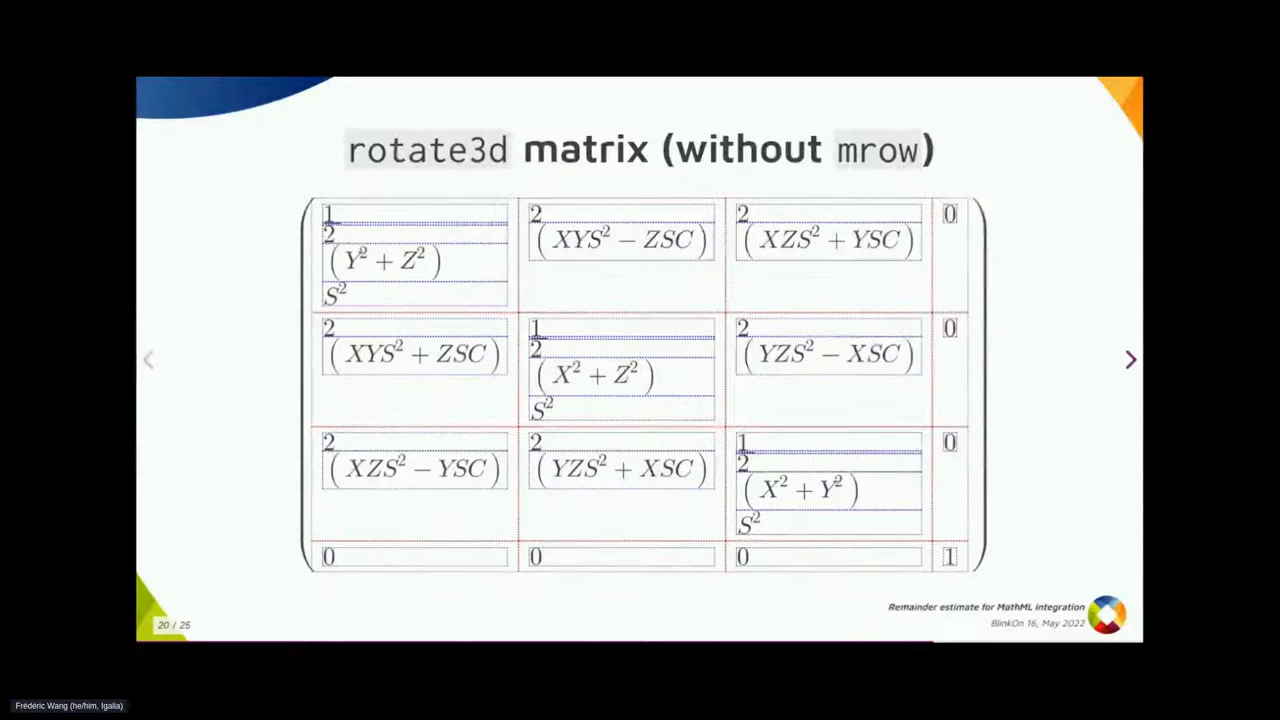 rotate3d matrix (without mrow)
1 2 2 0
2 (XYS² − ZSC) (XZS² + YSC)
(Y² + Z²)
S²
2 1 2 0
(XYS² + ZSC) 2 (YZS² − XSC)
(X² + Z²)
S²
2 2 1 0
(XZS² − YSC) (YZS² + XSC) 2
(X² + Y²)
S²
0 0 0 1
Remainder estimate for MathML integration
20 / 25
BlinkOn 16, May 2022
Frédéric Wang (he/him, Igalia)